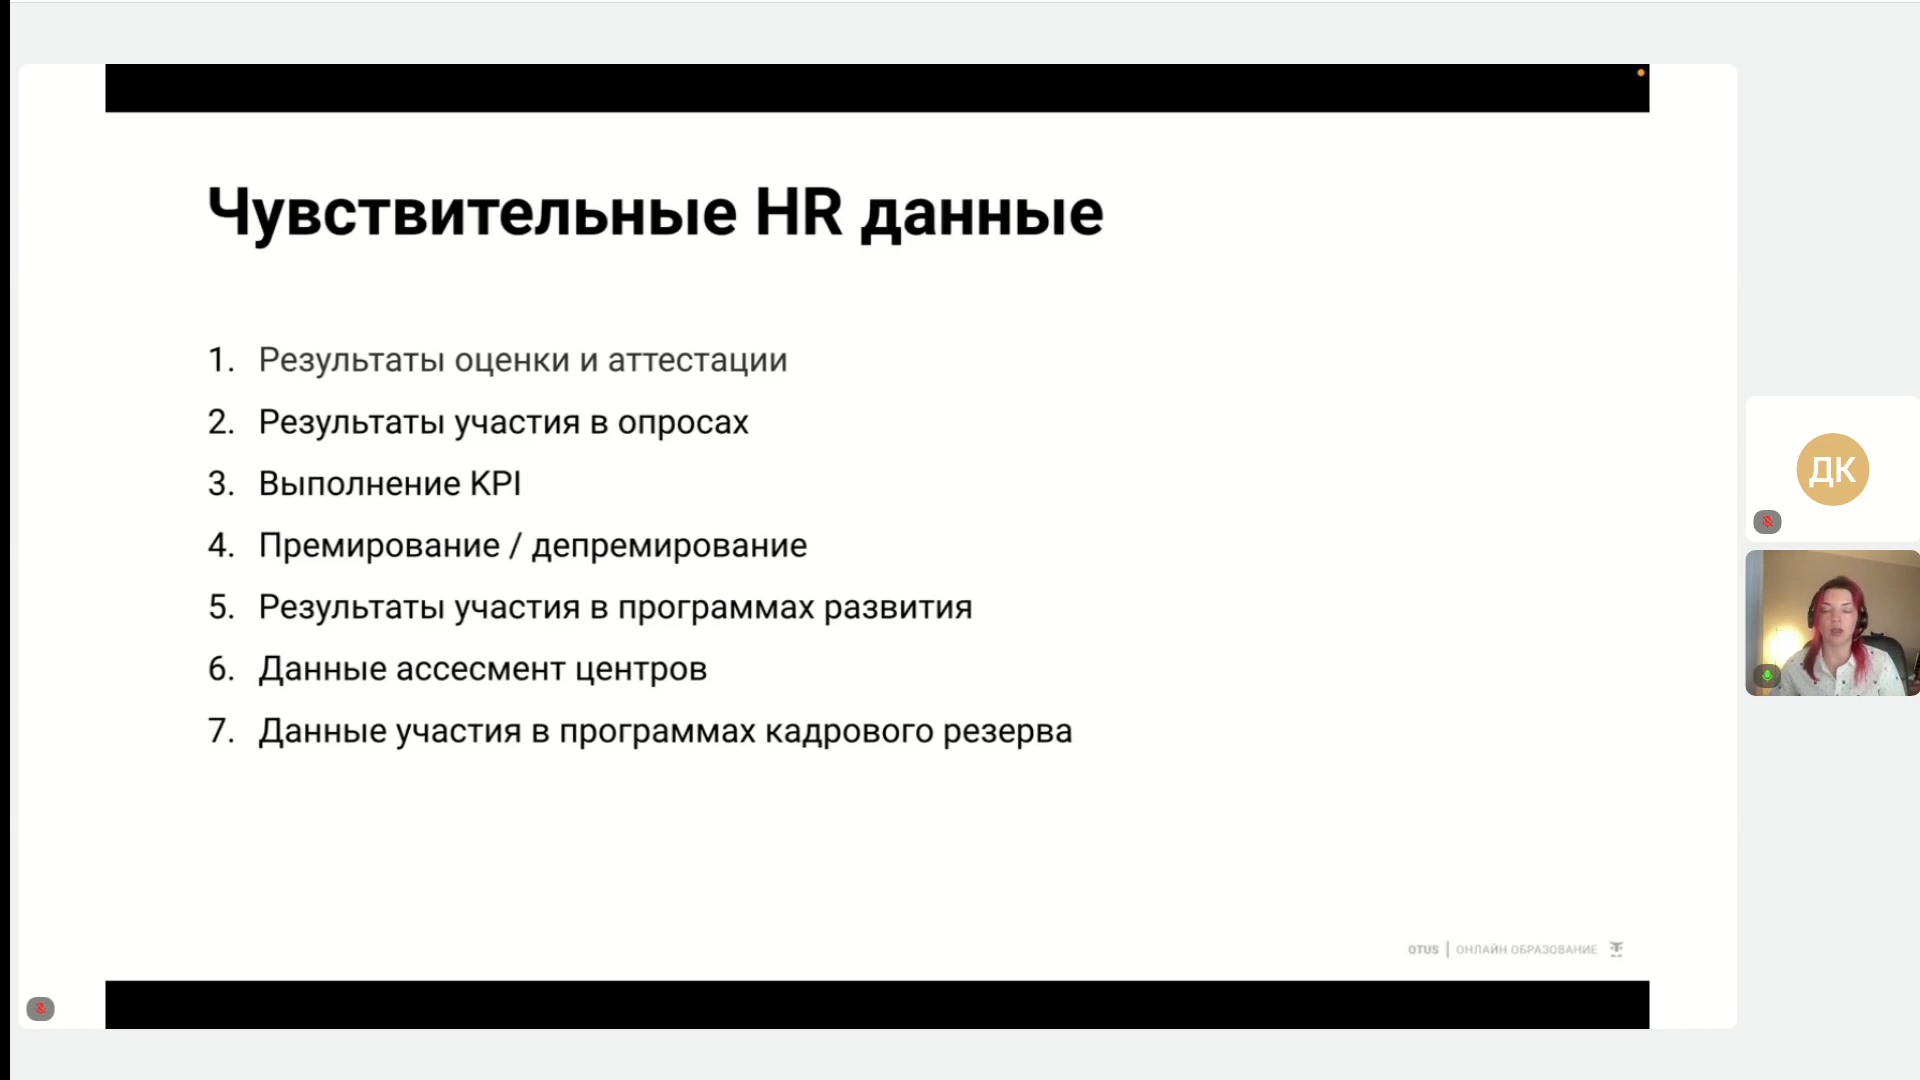 Чувствительные HR данные
1. Результаты оценки и аттестации
2. Результаты участия в опросах
3. Выполнение KPI
4. Премирование / депремирование
5. Результаты участия в программах развития
6. Данные ассесмент центров
7. Данные участия в программах кадрового резерва
ДК
OTUS | ОНЛАЙН ОБРАЗОВАНИЕ